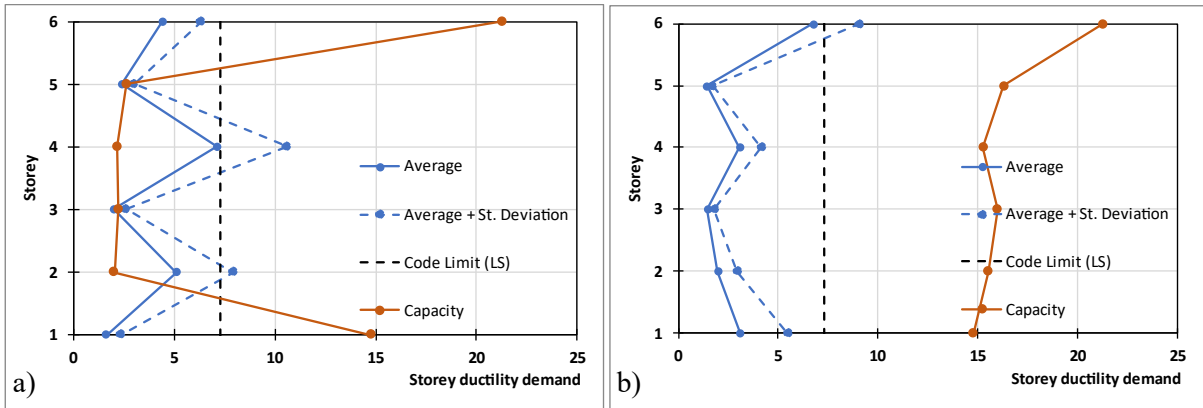 6
5
4
3
2
1
Storey
0
5
10
15
20
25
Storey ductility demand
Average
Average + St. Deviation
Code Limit (LS)
Capacity
a)
6
5
4
3
2
1
Storey
0
5
10
15
20
25
Storey ductility demand
Average
Average + St. Deviation
Code Limit (LS)
Capacity
b)